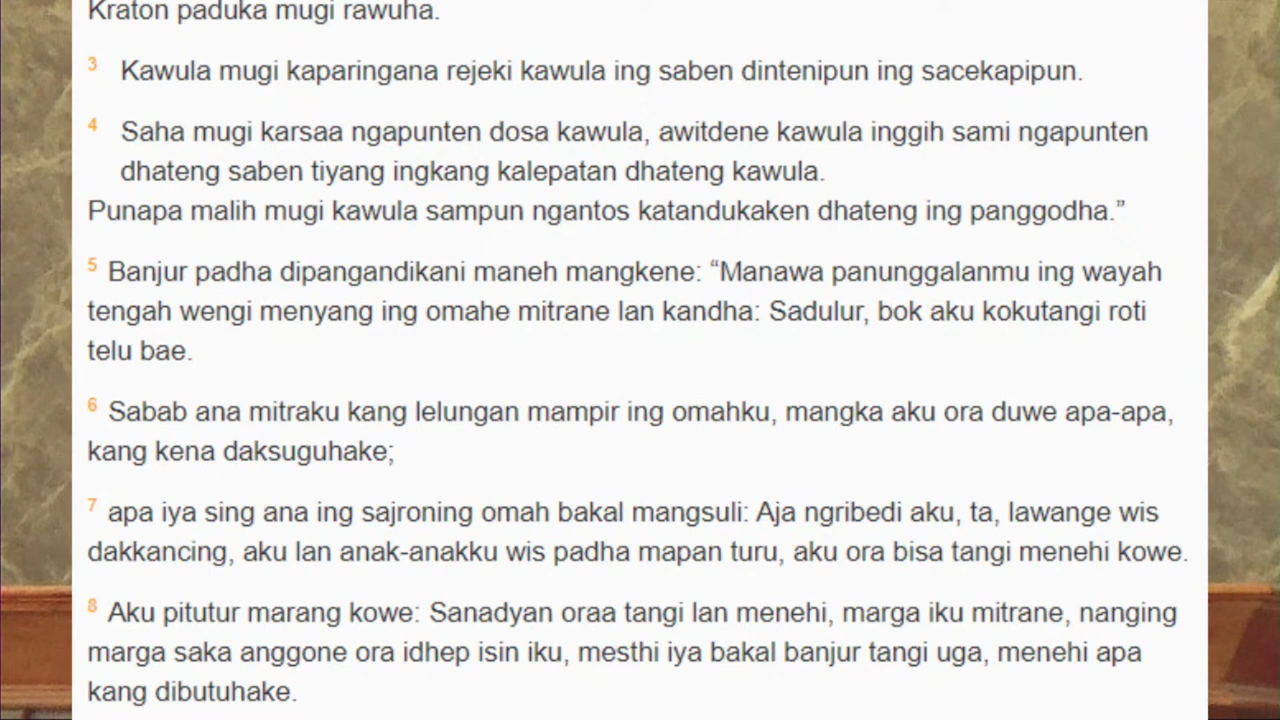 Kraton paduka mugi rawuha.
3 Kawula mugi kaparingana rejeki kawula ing saben dintenipun ing sacekapipun.
4 Saha mugi karsaa ngapunten dosa kawula, awitdene kawula inggih sami ngapunten
dhateng saben tiyang ingkang kalepatan dhateng kawula.
Punapa malih mugi kawula sampun ngantos katandukaken dhateng ing panggodha.”
5 Banjur padha dipangandikani maneh mangkene: “Manawa panunggalanmu ing wayah
tengah wengi menyang ing omahe mitrane lan kandha: Sadulur, bok aku kokutangi roti
telu bae.
6 Sabab ana mitraku kang lelungan mampir ing omahku, mangka aku ora duwe apa-apa,
kang kena daksuguhake;
7 apa iya sing ana ing sajroning omah bakal mangsuli: Aja ngribedi aku, ta, lawange wis
dakkancing, aku lan anak-anakku wis padha mapan turu, aku ora bisa tangi menehi kowe.
8 Aku pitutur marang kowe: Sanadyan oraa tangi lan menehi, marga iku mitrane, nanging
marga saka anggone ora idhep isin iku, mesthi iya bakal banjur tangi uga, menehi apa
kang dibutuhake.